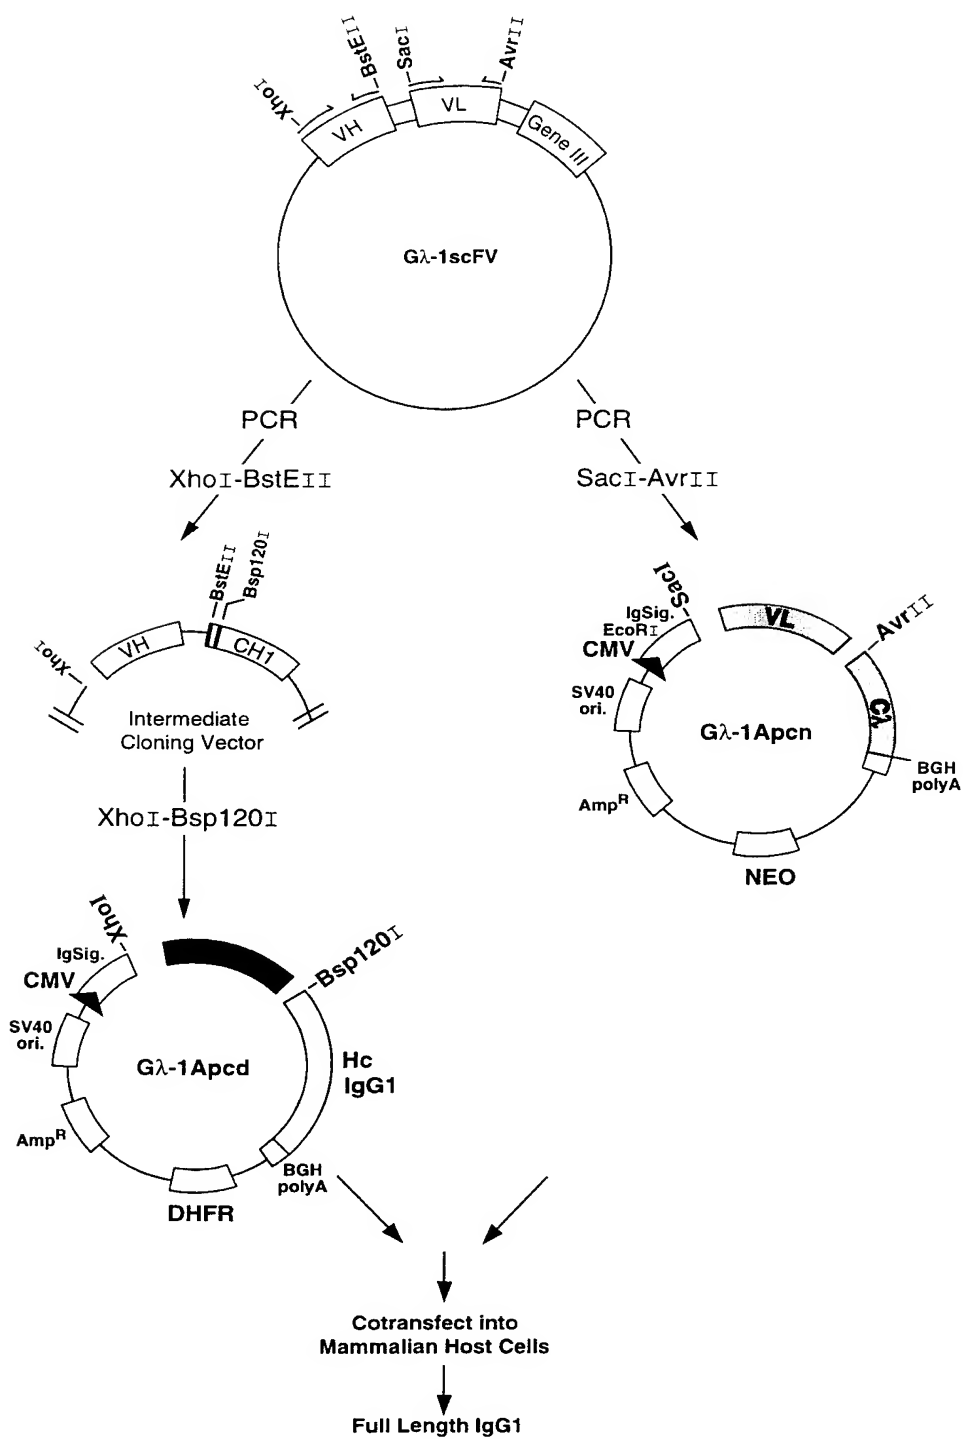 XhoI
BstEII
SacI
AvrII
VH
VL
Gene III
Gλ-1scFV
PCR
PCR
XhoI-BstEII
SacI-AvrII
BstEII
Bsp120I
XhoI
VH
CH1
Intermediate
Cloning Vector
SacI
IgSig.
EcoRI
CMV
VL
AvrII
SV40
ori.
Gλ-1Apcn
Cλ
BGH
polyA
AmpR
NEO
XhoI-Bsp120I
XhoI
IgSig.
CMV
Bsp120I
SV40
ori.
Gλ-1Apcd
Hc
IgG1
AmpR
BGH
polyA
DHFR
Cotransfect into
Mammalian Host Cells
Full Length IgG1